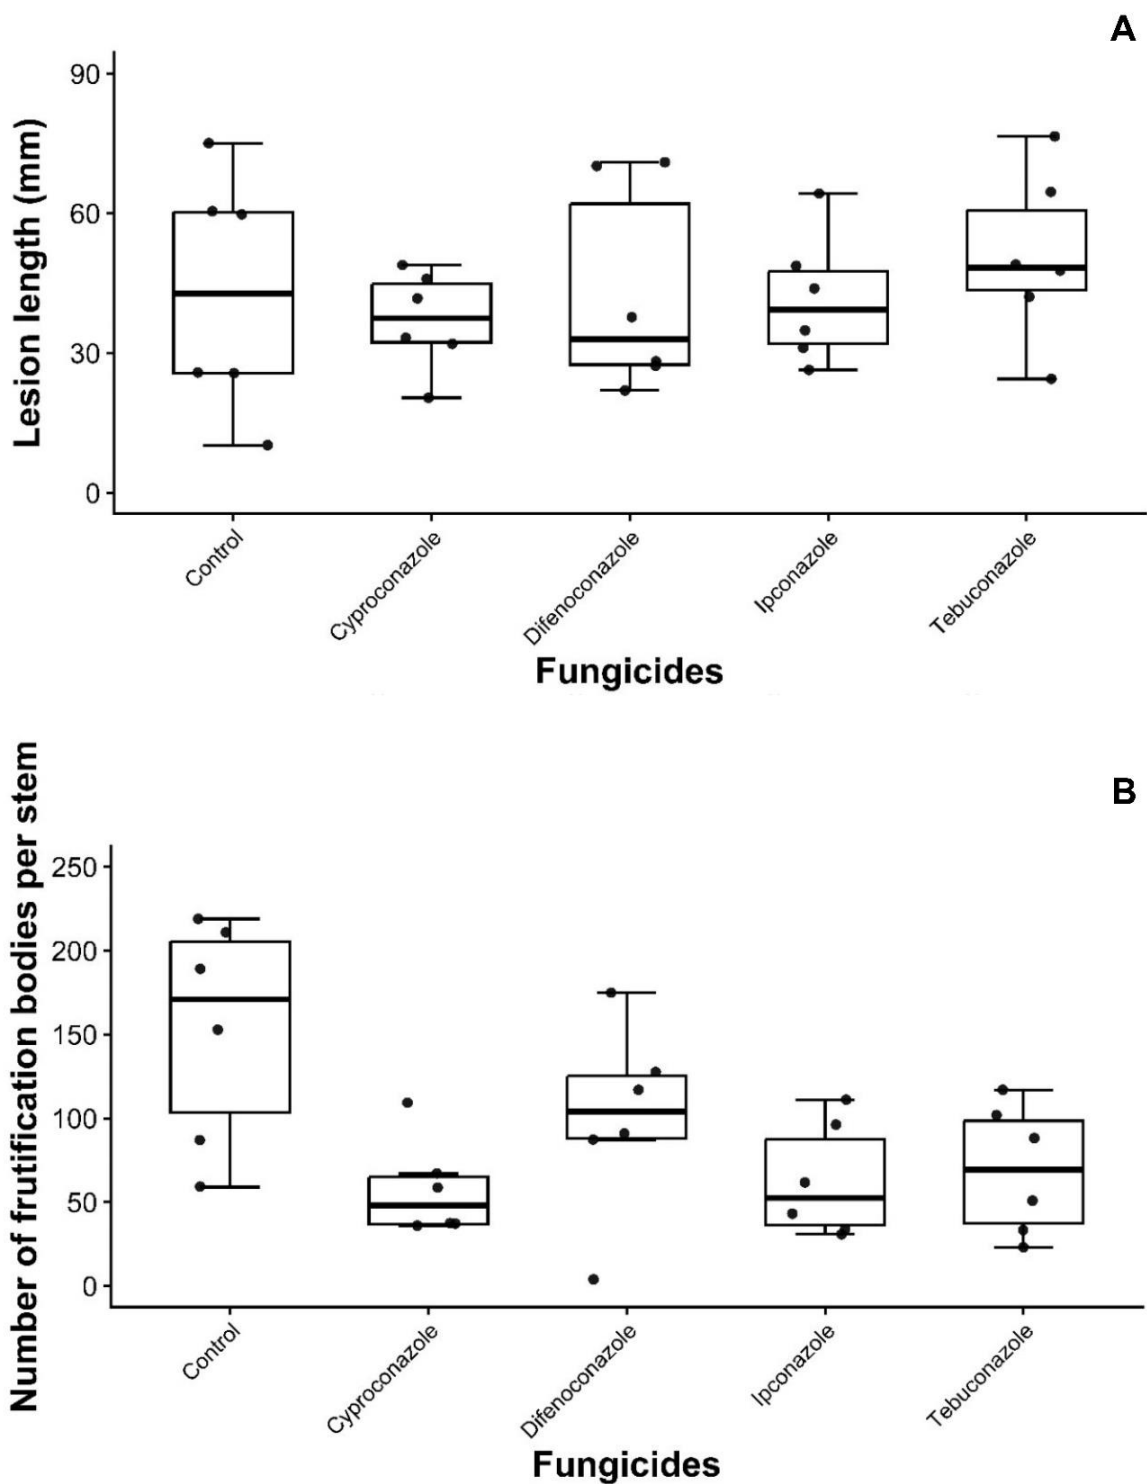 A
Lesion length (mm)
90
60
30
0
Control
Cyproconazole
Difenoconazole
Ipconazole
Tebuconazole
Fungicides
B
Number of frutification bodies per stem
250
200
150
100
50
0
Control
Cyproconazole
Difenoconazole
Ipconazole
Tebuconazole
Fungicides